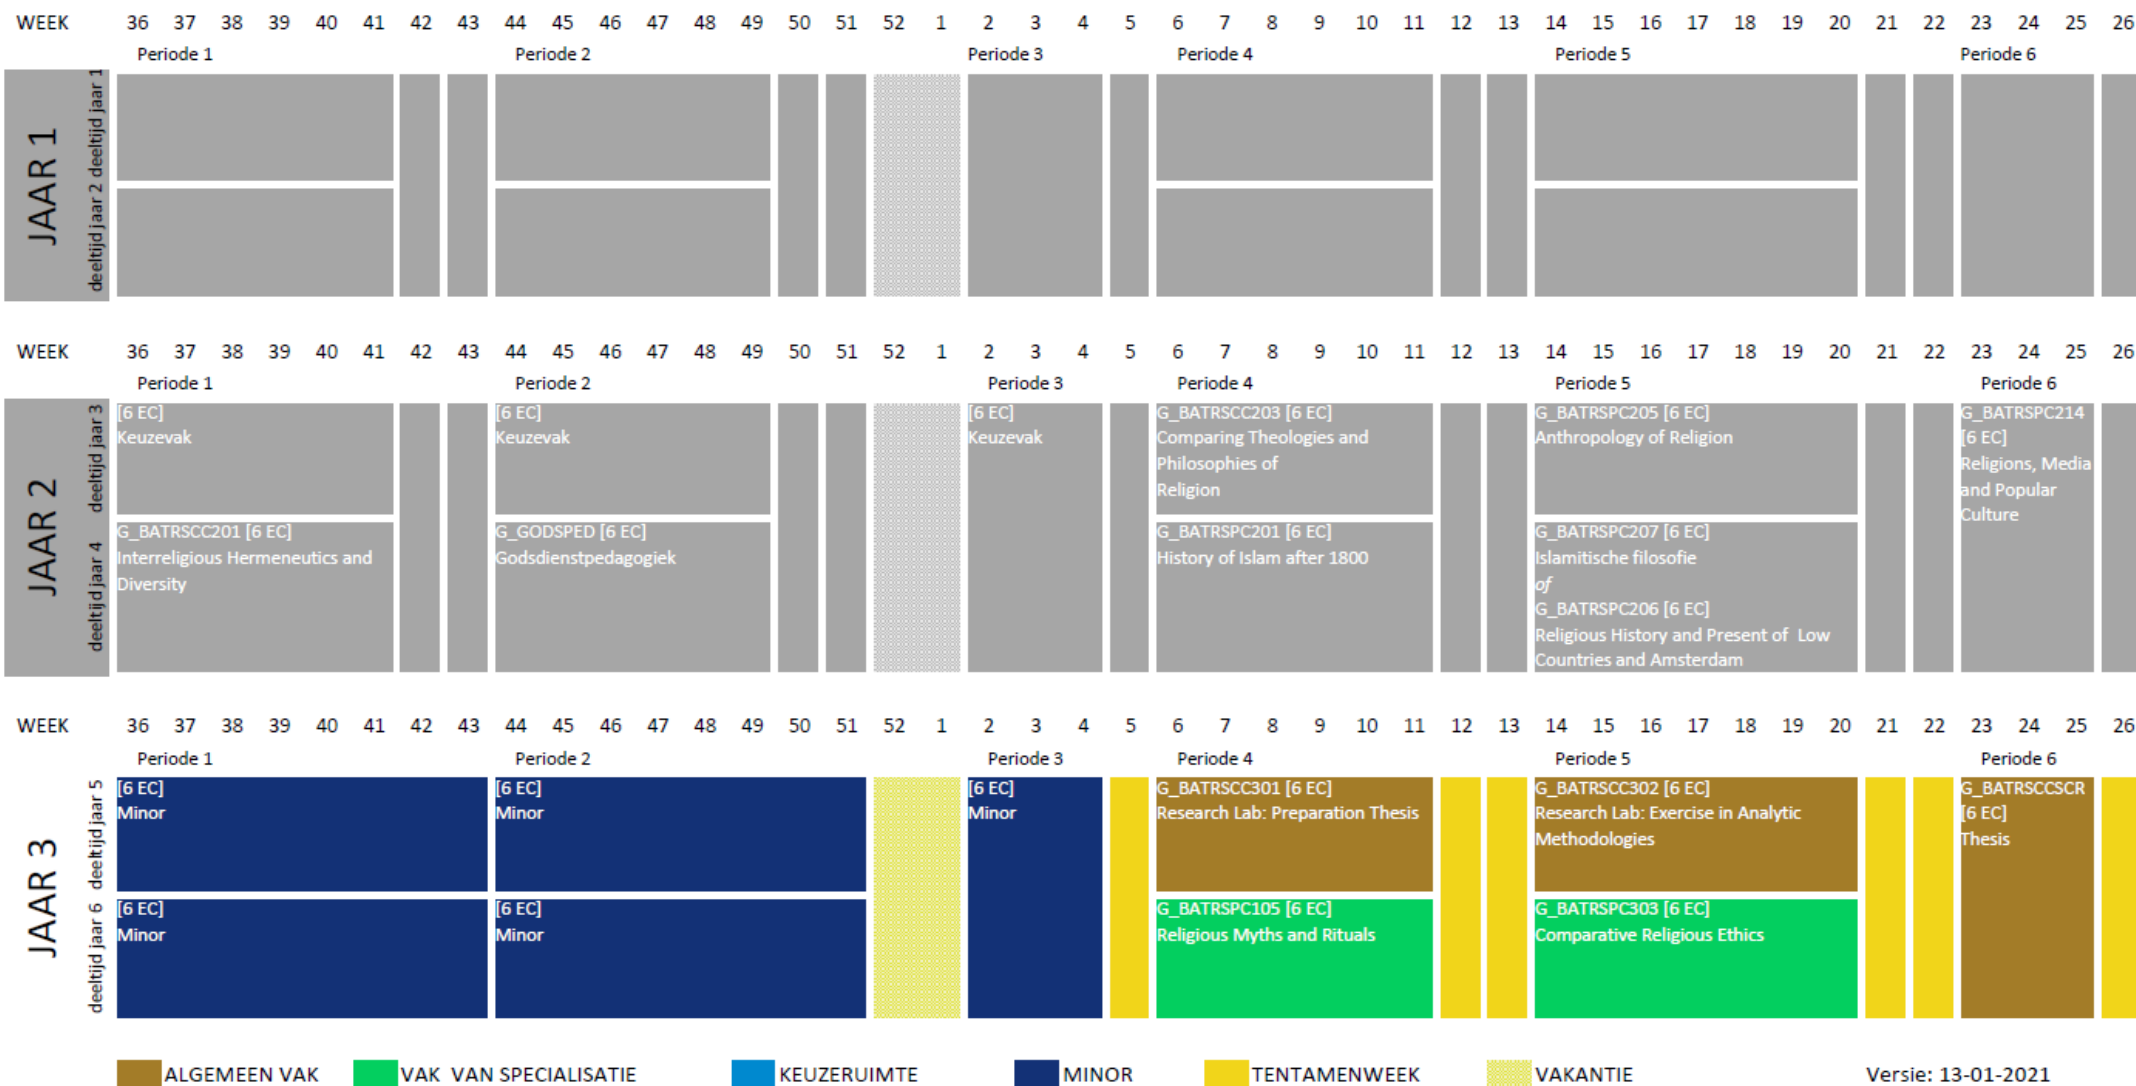 WEEK 36 37 38 39 40 41 42 43 44 45 46 47 48 49 50 51 52 1 2 3 4 5 6 7 8 9 10 11 12 13 14 15 16 17 18 19 20 21 22 23 24 25 26
Periode 1 Periode 2 Periode 3 Periode 4 Periode 5 Periode 6
JAAR 1
deeltijd jaar 1
deeltijd jaar 2
WEEK 36 37 38 39 40 41 42 43 44 45 46 47 48 49 50 51 52 1 2 3 4 5 6 7 8 9 10 11 12 13 14 15 16 17 18 19 20 21 22 23 24 25 26
Periode 1 Periode 2 Periode 3 Periode 4 Periode 5 Periode 6
JAAR 2
deeltijd jaar 3
[6 EC]
Keuzevak
[6 EC]
Keuzevak
[6 EC]
Keuzevak
G_BATRSCC203 [6 EC]
Comparing Theologies and
Philosophies of
Religion
G_BATRSPC205 [6 EC]
Anthropology of Religion
G_BATRSPC214
[6 EC]
Religions, Media
and Popular
Culture
deeltijd jaar 4
G_BATRSCC201 [6 EC]
Interreligious Hermeneutics and
Diversity
G_GODSPED [6 EC]
Godsdienstpedagogiek
G_BATRSPC201 [6 EC]
History of Islam after 1800
G_BATRSPC207 [6 EC]
Islamitische filosofie
of
G_BATRSPC206 [6 EC]
Religious History and Present of Low
Countries and Amsterdam
WEEK 36 37 38 39 40 41 42 43 44 45 46 47 48 49 50 51 52 1 2 3 4 5 6 7 8 9 10 11 12 13 14 15 16 17 18 19 20 21 22 23 24 25 26
Periode 1 Periode 2 Periode 3 Periode 4 Periode 5 Periode 6
JAAR 3
deeltijd jaar 5
[6 EC]
Minor
[6 EC]
Minor
[6 EC]
Minor
G_BATRSCC301 [6 EC]
Research Lab: Preparation Thesis
G_BATRSCC302 [6 EC]
Research Lab: Exercise in Analytic
Methodologies
G_BATRSCCSCR
[6 EC]
Thesis
deeltijd jaar 6
[6 EC]
Minor
[6 EC]
Minor
G_BATRSPC105 [6 EC]
Religious Myths and Rituals
G_BATRSPC303 [6 EC]
Comparative Religious Ethics
ALGEMEEN VAK VAK VAN SPECIALISATIE KEUZERUIMTE MINOR TENTAMENWEEK VAKANTIE Versie: 13-01-2021